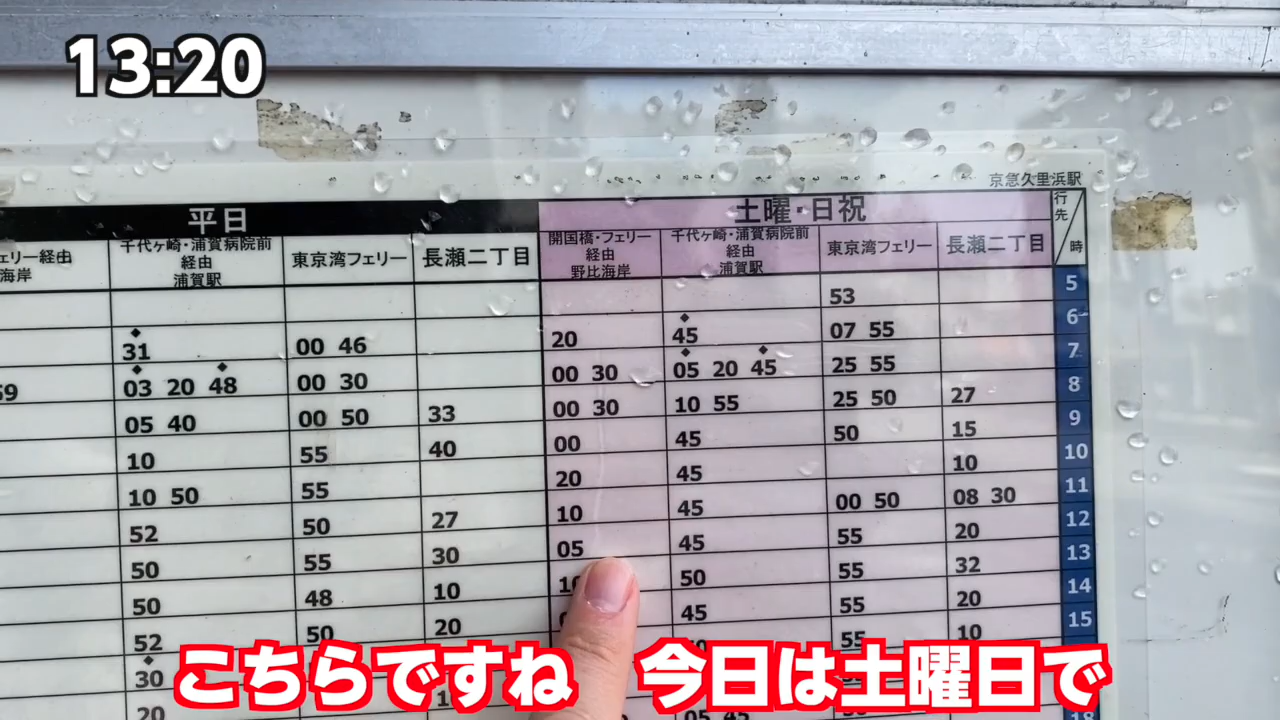 13:20
京急久里浜駅
平日 土曜・日祝 行先 時
ェリー経由
海岸
千代ヶ崎・浦賀病院前
経由
浦賀駅
東京湾フェリー
長瀬二丁目
開国橋・フェリー
経由
野比海岸
千代ヶ崎・浦賀病院前
経由
浦賀駅
東京湾フェリー
長瀬二丁目
53 5
◆31 00 46 20 ◆45 07 55 6
◆03 20 ◆48 00 30 00 30 ◆05 20 ◆45 25 55 7
05 40 00 50 33 00 30 10 55 25 50 27 8
10 55 40 00 45 50 15 9
10 50 55 20 45 10 10
52 50 27 10 45 00 50 08 30 11
50 55 30 05 45 55 20 12
50 48 10 50 55 32 13
52 50 20 45 55 20 14
◆30 55 10 15
20
05 45
こちらですね 今日は土曜日で